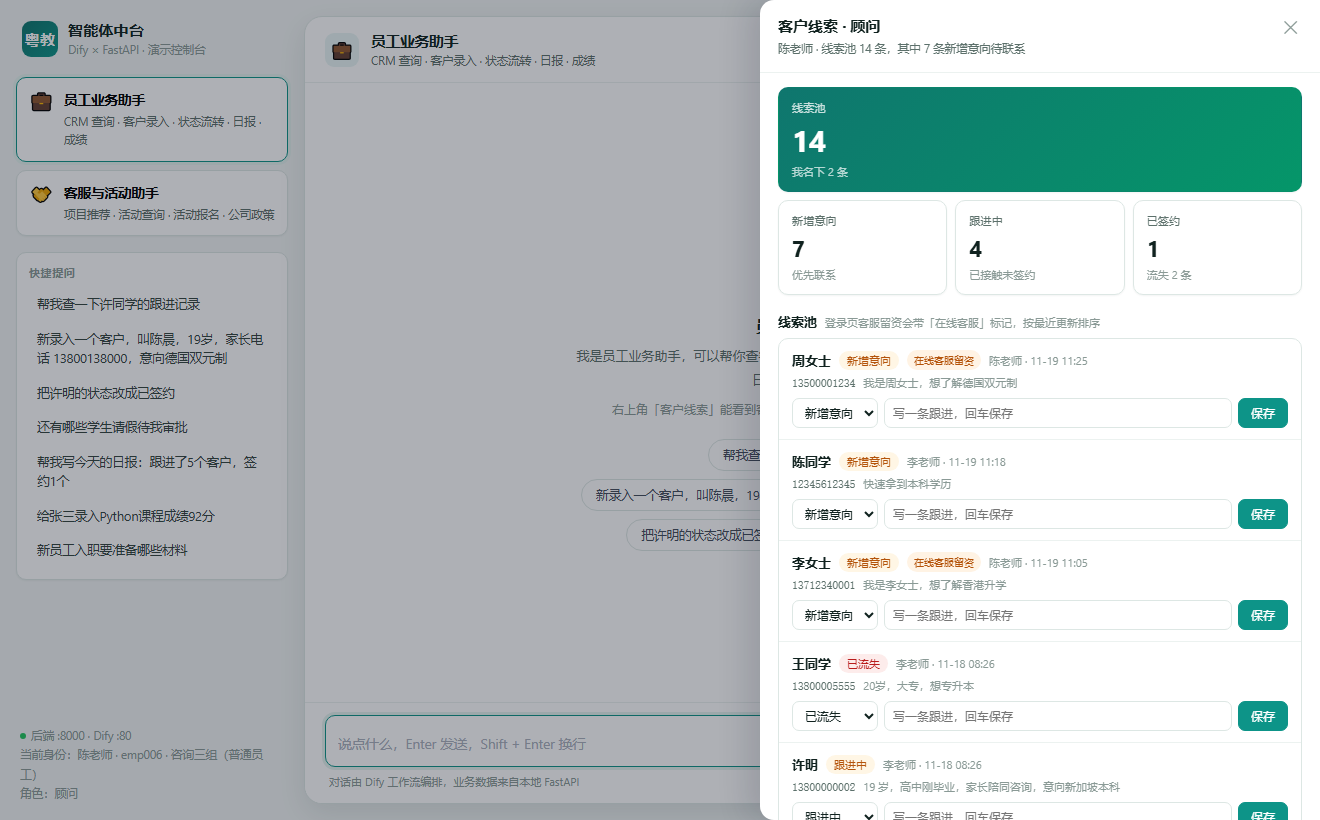 粤教
智能体中台
Dify × FastAPI · 演示控制台
员工业务助手
CRM 查询 · 客户录入 · 状态流转 · 日报 ·
成绩
客服与活动助手
项目推荐 · 活动查询 · 活动报名 · 公司政策
快捷提问
帮我查一下许同学的跟进记录
新录入一个客户，叫陈晨，19岁，家长电
话 13800138000，意向德国双元制
把许明的状态改成已签约
还有哪些学生请假待我审批
帮我写今天的日报：跟进了5个客户，签
约1个
给张三录入Python课程成绩92分
新员工入职要准备哪些材料
后端 :8000 · Dify :80
当前身份：陈老师 · emp006 · 咨询三组（普通员
工）
角色：顾问
员工业务助手
CRM 查询 · 客户录入 · 状态流转 · 日报 · 成绩
我是员工业务助手，可以帮你查
右上角「客户线索」能看到
帮我查
新录入一个客户，叫陈晨，19
把许明的状态改成已签
说点什么，Enter 发送，Shift + Enter 换行
对话由 Dify 工作流编排，业务数据来自本地 FastAPI
客户线索 · 顾问
陈老师 · 线索池 14 条，其中 7 条新增意向待联系
线索池
14
我名下 2 条
新增意向
7
优先联系
跟进中
4
已接触未签约
已签约
1
流失 2 条
线索池 登录页客服留资会带「在线客服」标记，按最近更新排序
周女士 新增意向 在线客服留资 陈老师 · 11-19 11:25
13500001234 我是周女士，想了解德国双元制
新增意向 写一条跟进，回车保存 保存
陈同学 新增意向 李老师 · 11-19 11:18
12345612345 快速拿到本科学历
新增意向 写一条跟进，回车保存 保存
李女士 新增意向 在线客服留资 陈老师 · 11-19 11:05
13712340001 我是李女士，想了解香港升学
新增意向 写一条跟进，回车保存 保存
王同学 已流失 李老师 · 11-18 08:26
13800005555 20岁，大专，想专升本
已流失 写一条跟进，回车保存 保存
许明 跟进中 李老师 · 11-18 08:26
13800000002 19 岁，高中刚毕业，家长陪同咨询，意向新加坡本科
跟进中 写一条跟进，回车保存 保存